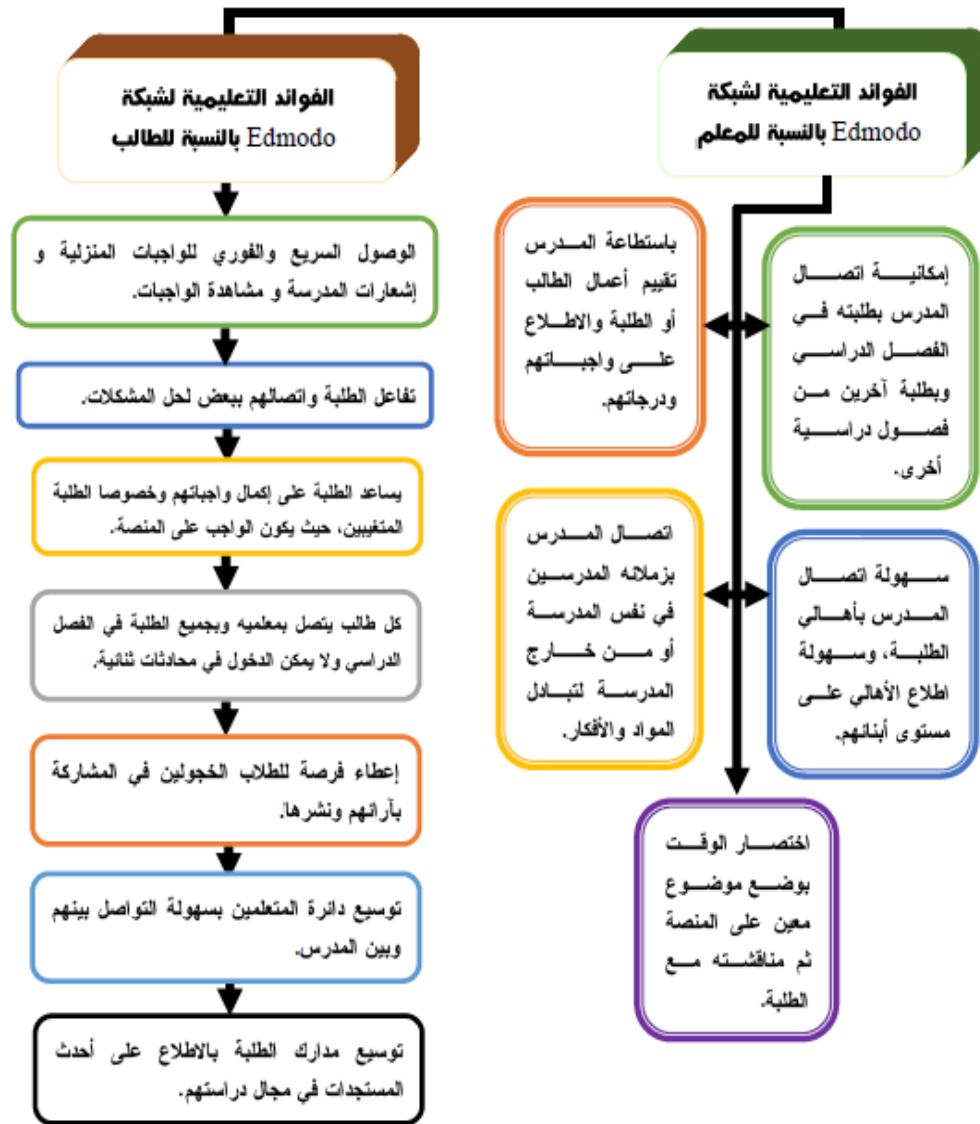 الفوائد التعليمية لشبكة
Edmodo بالنسبة للمعلم
إمكانية اتصال
المدرس بطلبته في
الفصل الدراسي
وبطلبة آخرين من
فصول دراسية
أخرى.
باستطاعة المدرس
تقييم أعمال الطالب
أو الطلبة والاطلاع
على واجباتهم
ودرجاتهم.
سهولة اتصال
المدرس بأهالي
الطلبة، وسهولة
اطلاع الأهالي على
مستوى أبنائهم.
اتصال المدرس
بزملائه المدرسين
في نفس المدرسة
أو من خارج
المدرسة لتبادل
المواد والأفكار.
اختصار الوقت
بوضع موضوع
معين على المنصة
ثم مناقشته مع
الطلبة.
الفوائد التعليمية لشبكة
Edmodo بالنسبة للطالب
الوصول السريع والفوري للواجبات المنزلية و
إشعارات المدرسة و مشاهدة الواجبات.
تفاعل الطلبة واتصالهم ببعض لحل المشكلات.
يساعد الطلبة على إكمال واجباتهم وخصوصا الطلبة
المتغيبين، حيث يكون الواجب على المنصة.
كل طالب يتصل بمعلميه وبجميع الطلبة في الفصل
الدراسي ولا يمكن الدخول في محادثات ثنائية.
إعطاء فرصة للطلاب الخجولين في المشاركة
بآرائهم ونشرها.
توسيع دائرة المتعلمين بسهولة التواصل بينهم
وبين المدرس.
توسيع مدارك الطلبة بالاطلاع على أحدث
المستجدات في مجال دراستهم.